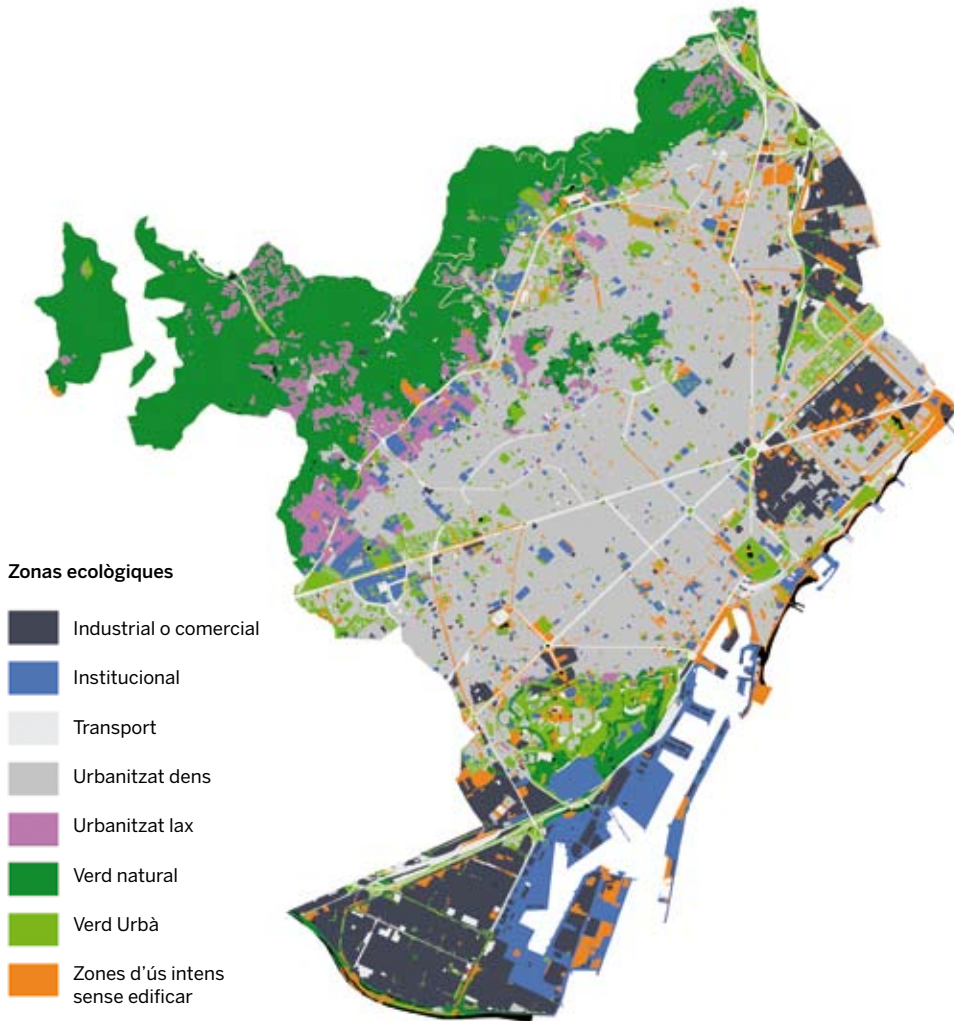 Zonas ecològiques
Industrial o comercial
Institucional
Transport
Urbanitzat dens
Urbanitzat lax
Verd natural
Verd Urbà
Zones d'ús intens
sense edificar